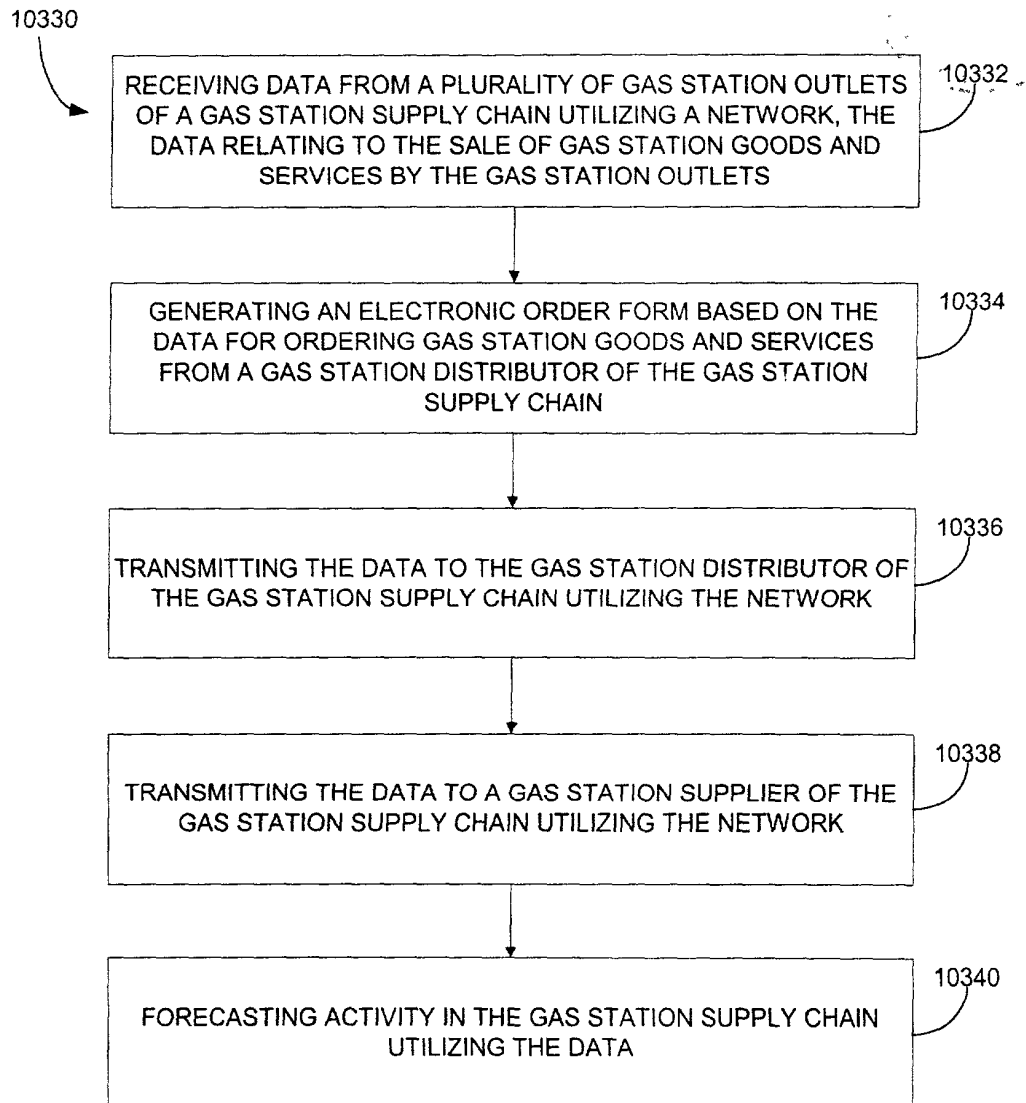 10330
RECEIVING DATA FROM A PLURALITY OF GAS STATION OUTLETS
OF A GAS STATION SUPPLY CHAIN UTILIZING A NETWORK, THE
DATA RELATING TO THE SALE OF GAS STATION GOODS AND
SERVICES BY THE GAS STATION OUTLETS
10332
GENERATING AN ELECTRONIC ORDER FORM BASED ON THE
DATA FOR ORDERING GAS STATION GOODS AND SERVICES
FROM A GAS STATION DISTRIBUTOR OF THE GAS STATION
SUPPLY CHAIN
10334
TRANSMITTING THE DATA TO THE GAS STATION DISTRIBUTOR OF
THE GAS STATION SUPPLY CHAIN UTILIZING THE NETWORK
10336
TRANSMITTING THE DATA TO A GAS STATION SUPPLIER OF THE
GAS STATION SUPPLY CHAIN UTILIZING THE NETWORK
10338
FORECASTING ACTIVITY IN THE GAS STATION SUPPLY CHAIN
UTILIZING THE DATA
10340